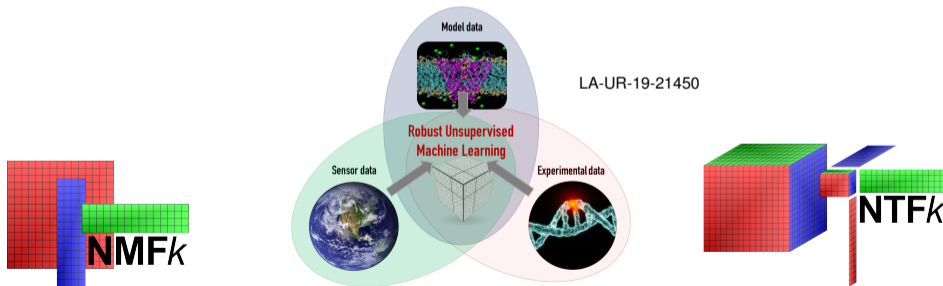 Model data
LA-UR-19-21450
Robust Unsupervised
Machine Learning
Sensor data
Experimental data
NMFk
NTFk